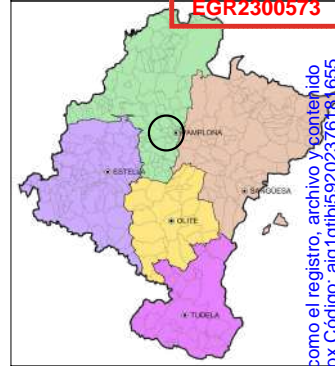 EGR2300573
PAMPLONA
ESTELLA
SANGÜESA
OLITE
TUDELA
como el registro, archivo y contenido